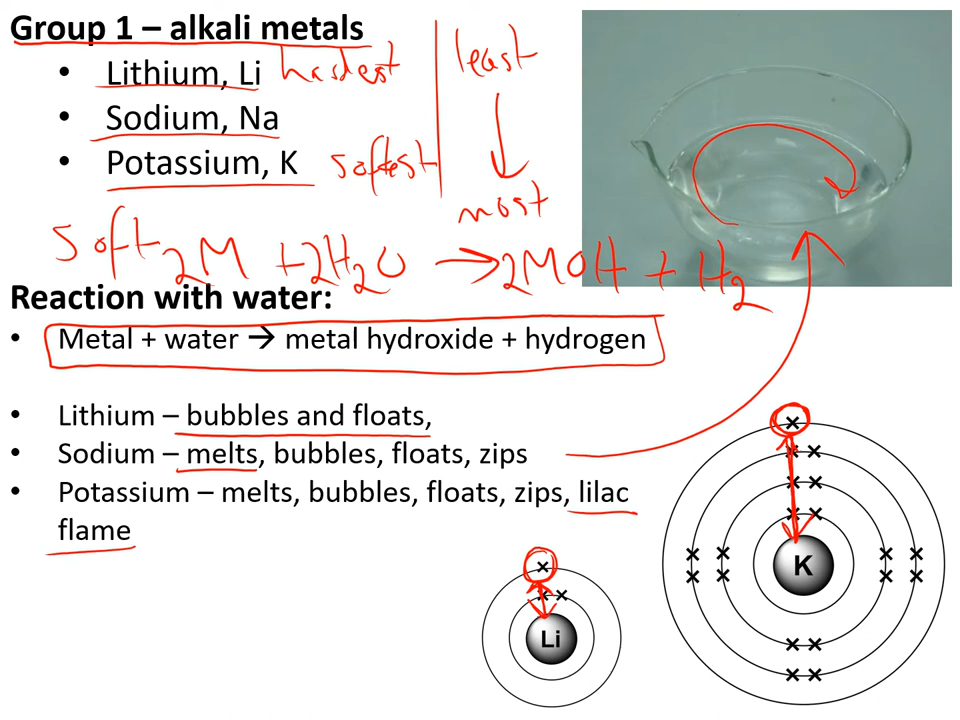 Group 1 – alkali metals
least
• Lithium, Li hardest
• Sodium, Na
• Potassium, K softest
most
Soft
2M + 2H2O → 2MOH + H2
Reaction with water:
• Metal + water → metal hydroxide + hydrogen
• Lithium – bubbles and floats,
• Sodium – melts, bubbles, floats, zips
• Potassium – melts, bubbles, floats, zips, lilac
flame
K
Li